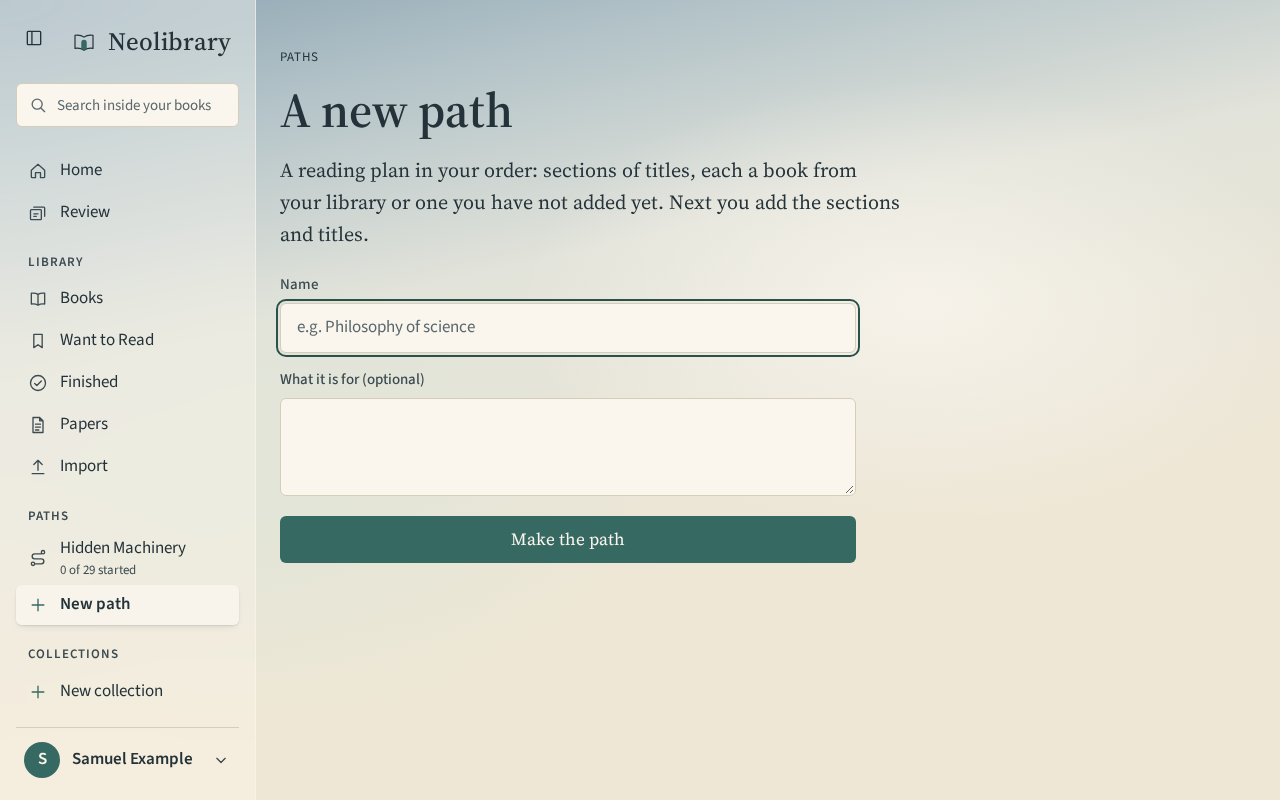 Neolibrary
Search inside your books
Home
Review
LIBRARY
Books
Want to Read
Finished
Papers
Import
PATHS
Hidden Machinery
0 of 29 started
New path
COLLECTIONS
New collection
S
Samuel Example
PATHS
A new path
A reading plan in your order: sections of titles, each a book from
your library or one you have not added yet. Next you add the sections
and titles.
Name
e.g. Philosophy of science
What it is for (optional)
Make the path